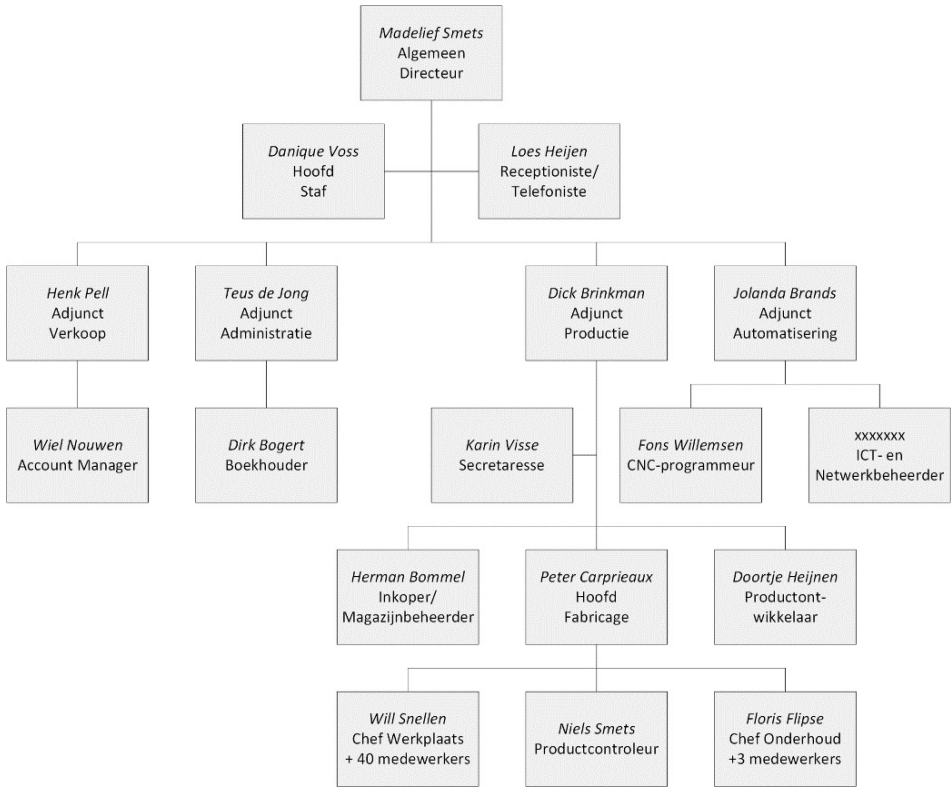 Madelief Smets
Algemeen
Directeur
Danique Voss
Hoofd
Staf
Loes Heijen
Receptioniste/
Telefoniste
Henk Pell
Adjunct
Verkoop
Teus de Jong
Adjunct
Administratie
Dick Brinkman
Adjunct
Productie
Jolanda Brands
Adjunct
Automatisering
Wiel Nouwen
Account Manager
Dirk Bogert
Boekhouder
Karin Visse
Secretaresse
Fons Willemsen
CNC-programmeur
xxxxxxx
ICT- en
Netwerkbeheerder
Herman Bommel
Inkoper/
Magazijnbeheerder
Peter Carprieaux
Hoofd
Fabricage
Doortje Heijnen
Productont-
wikkelaar
Will Snellen
Chef Werkplaats
+ 40 medewerkers
Niels Smets
Productcontroleur
Floris Flipse
Chef Onderhoud
+3 medewerkers